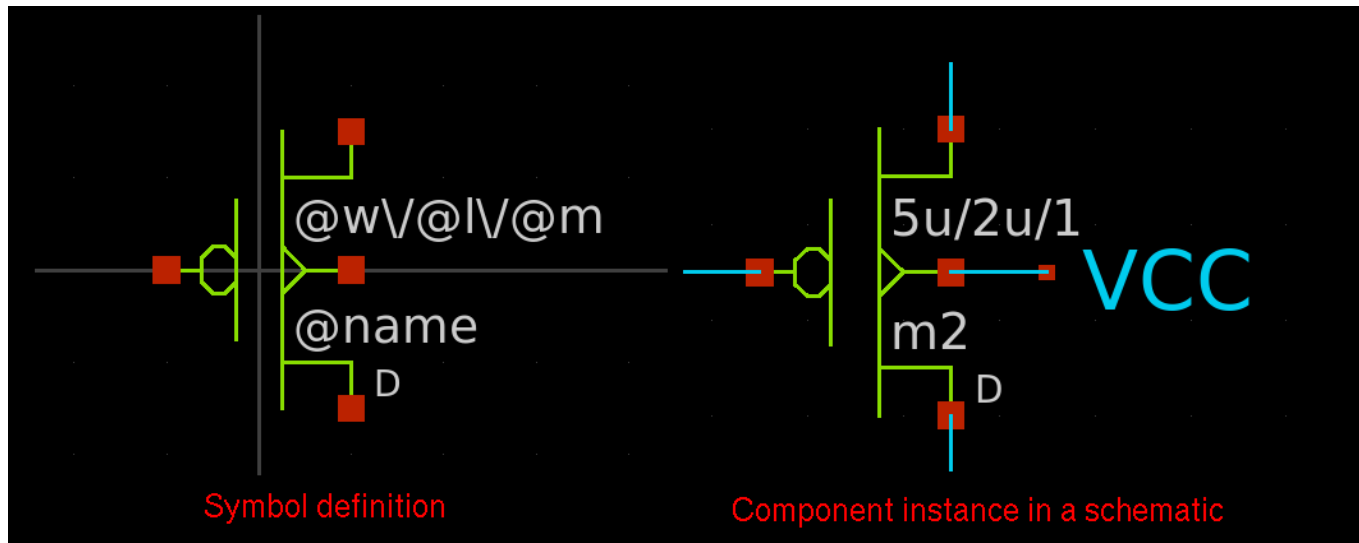 @w\/@l\/@m
@name
D
Symbol definition
5u/2u/1
VCC
m2
D
Component instance in a schematic